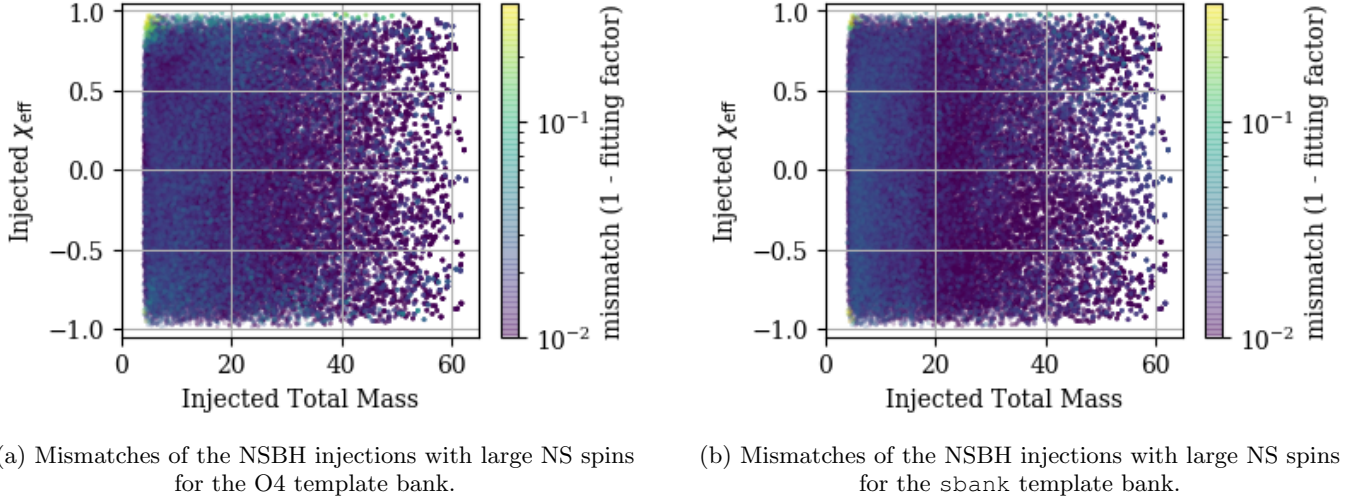 1.0
0.5
0.0
−0.5
−1.0
Injected χeff
0 20 40 60
Injected Total Mass
10⁻¹
10⁻²
mismatch (1 - fitting factor)
1.0
0.5
0.0
−0.5
−1.0
Injected χeff
0 20 40 60
Injected Total Mass
10⁻¹
10⁻²
mismatch (1 - fitting factor)
a) Mismatches of the NSBH injections with large NS spins
for the O4 template bank.
(b) Mismatches of the NSBH injections with large NS spins
for the sbank template bank.